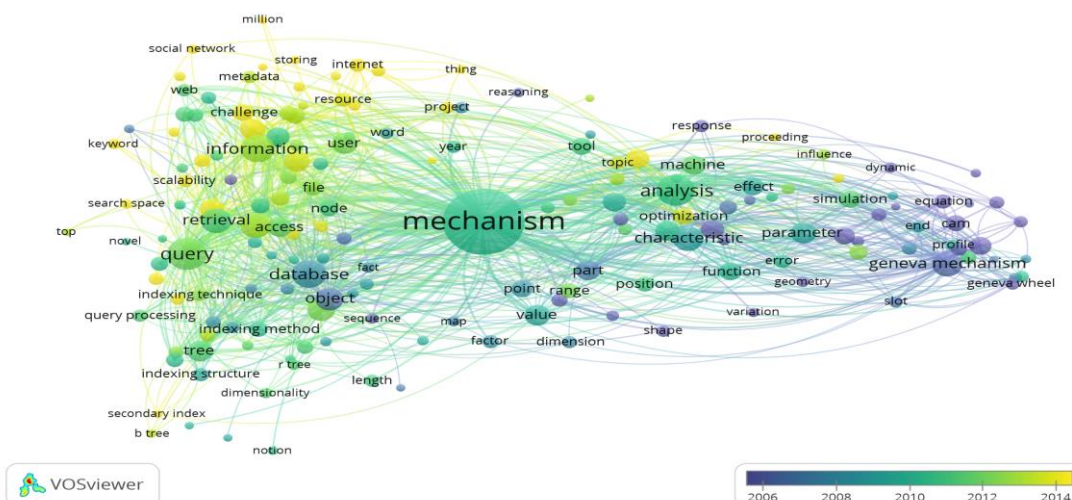 million
social network
storing
internet
thing
metadata
reasoning
web
resource
challenge
project
response
word
proceeding
keyword
user
year
tool
information
topic
machine
influence
dynamic
scalability
file
analysis
effect
simulation
equation
search space
node
retrieval
access
mechanism
optimization
end
cam
top
novel
characteristic
parameter
profile
query
fact
error
geneva mechanism
database
part
function
indexing technique
object
point
range
position
geometry
geneva wheel
query processing
sequence
value
slot
indexing method
map
variation
shape
tree
factor
dimension
indexing structure
r tree
length
dimensionality
secondary index
b tree
notion
VOSviewer
2006 2008 2010 2012 2014